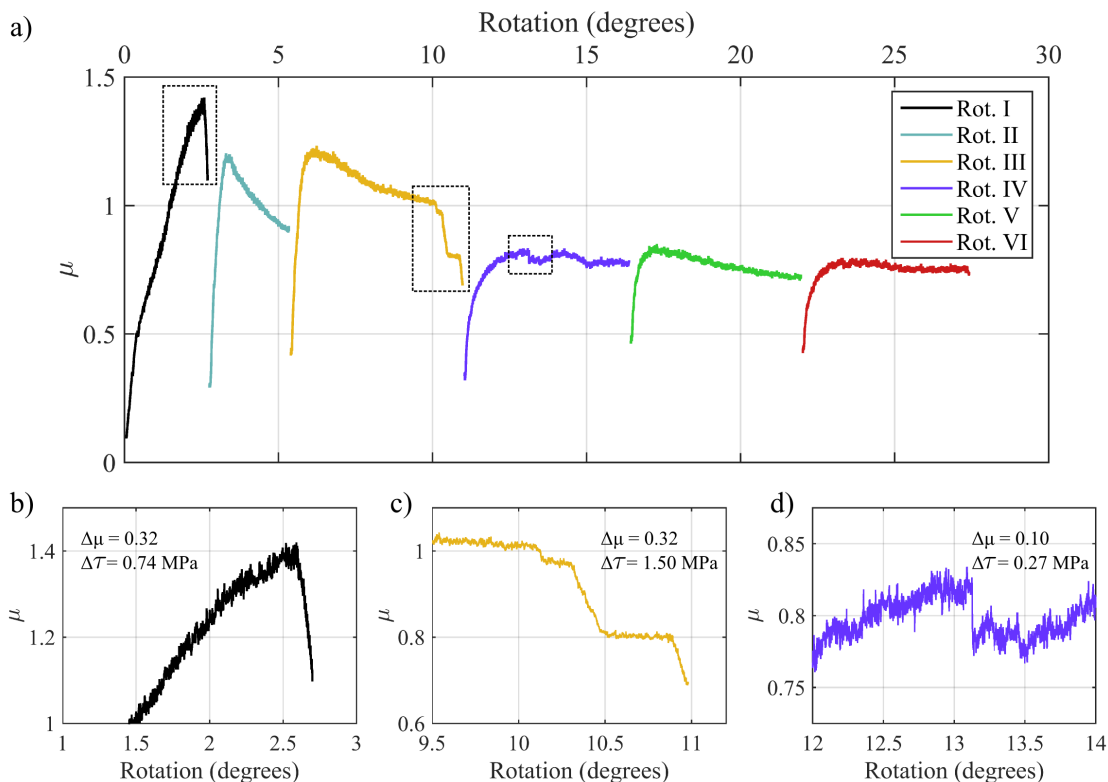 a)
Rotation (degrees)
0 5 10 15 20 25 30
1.5
1
0.5
0
μ
Rot. I
Rot. II
Rot. III
Rot. IV
Rot. V
Rot. VI
b)
Δμ = 0.32
Δ𝜏 = 0.74 MPa
1.4
1.2
1
μ
1 1.5 2 2.5 3
Rotation (degrees)
c)
Δμ = 0.32
Δ𝜏 = 1.50 MPa
1
0.8
0.6
μ
9.5 10 10.5 11
Rotation (degrees)
d)
Δμ = 0.10
Δ𝜏 = 0.27 MPa
0.85
0.8
0.75
μ
12 12.5 13 13.5 14
Rotation (degrees)